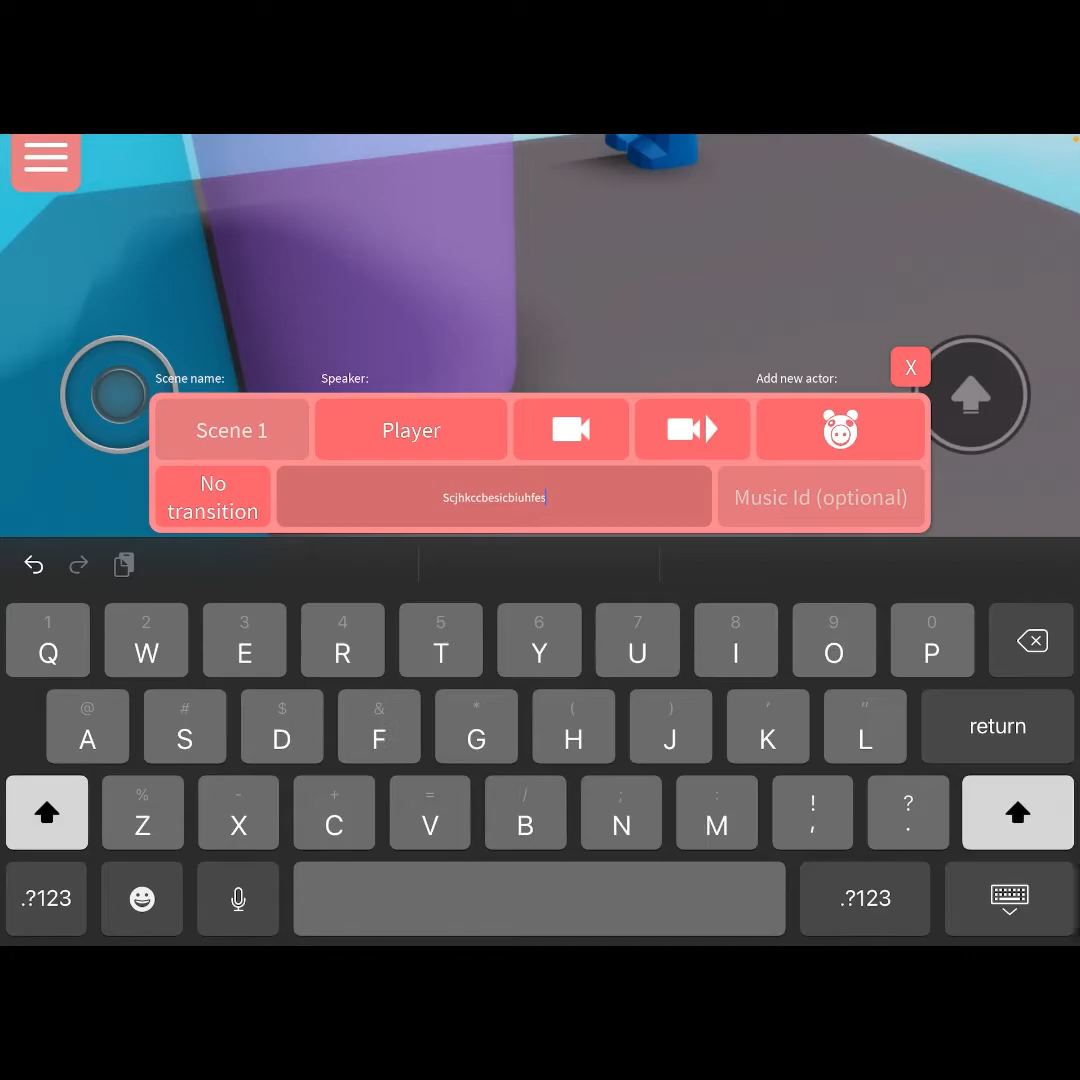 Scene name:
Speaker:
Add new actor:
X
Scene 1
Player
No
transition
Scjhkccbesicbiuhfes
Music Id (optional)
1 2 3 4 5 6 7 8 9 0
Q W E R T Y U I O P
@ # $ & * ( ) ' "
A S D F G H J K L return
% - + = / ; : ! ?
Z X C V B N M , .
.?123 .?123